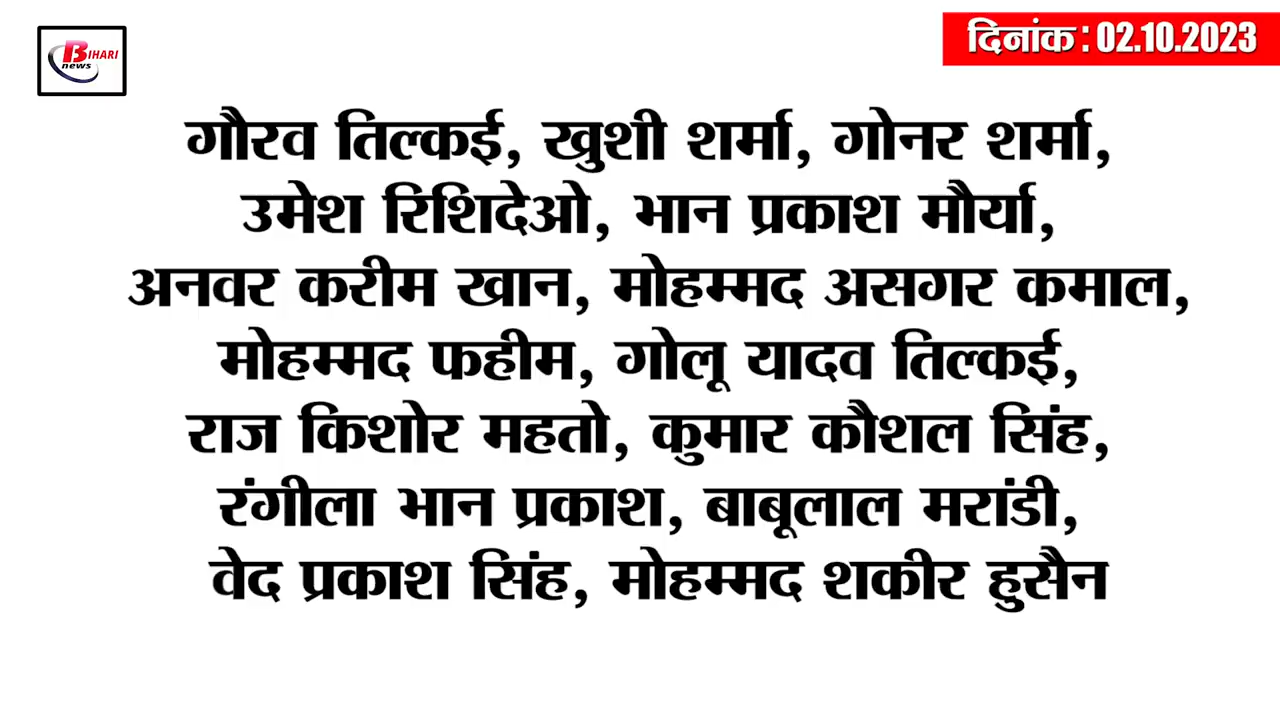 BIHARI
news
दिनांक : 02.10.2023
गौरव तिल्कई, खुशी शर्मा, गोनर शर्मा,
उमेश रिशिदेओ, भान प्रकाश मौर्या,
अनवर करीम खान, मोहम्मद असगर कमाल,
मोहम्मद फहीम, गोलू यादव तिल्कई,
राज किशोर महतो, कुमार कौशल सिंह,
रंगीला भान प्रकाश, बाबूलाल मरांडी,
वेद प्रकाश सिंह, मोहम्मद शकीर हुसैन